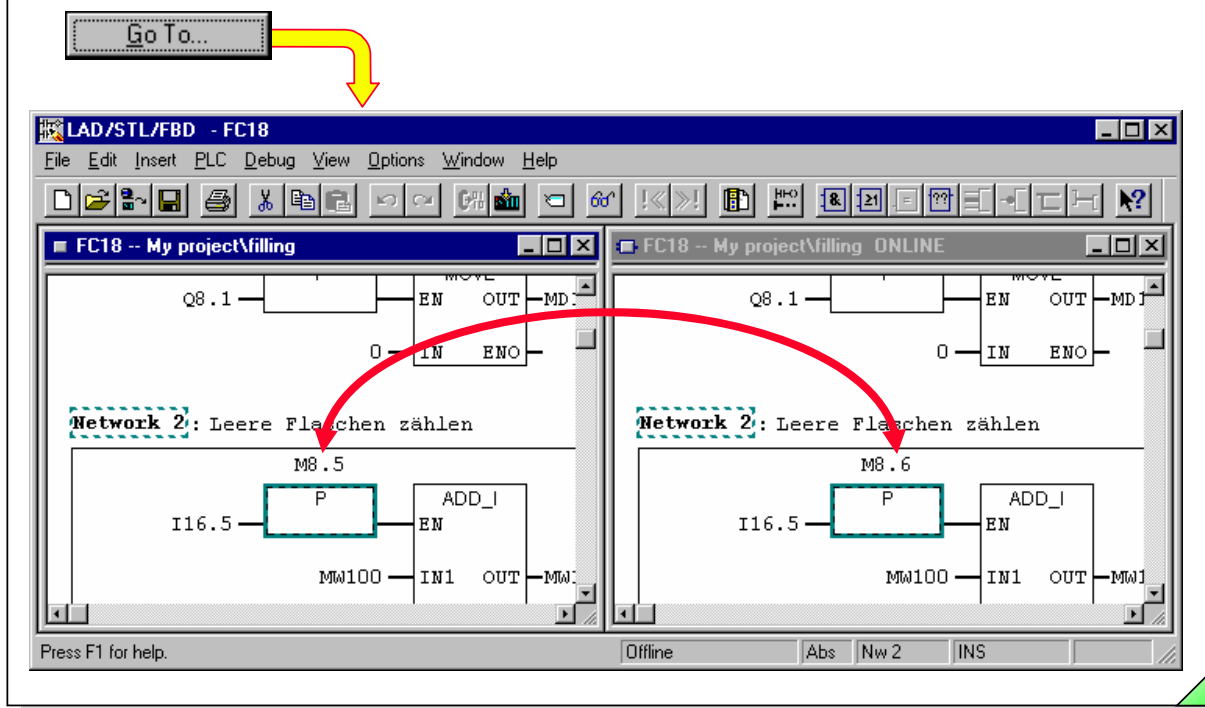 Go To...
LAD/STL/FBD - FC18
File Edit Insert PLC Debug View Options Window Help
FC18 -- My project\filling
Q8.1
EN OUT
0 IN ENO
Network 2: Leere Flaschen zählen
M8.5
P ADD_I
I16.5 EN
MW100 IN1 OUT
FC18 -- My project\filling ONLINE
Q8.1
EN OUT
0 IN ENO
Network 2: Leere Flaschen zählen
M8.6
P ADD_I
I16.5 EN
MW100 IN1 OUT
Press F1 for help. Offline Abs Nw 2 INS